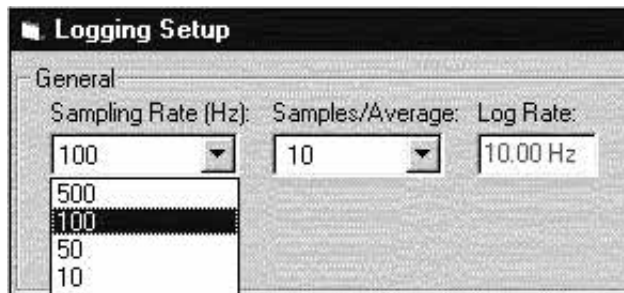 Logging Setup
General
Sampling Rate (Hz): Samples/Average: Log Rate:
100 10 10.00 Hz
500
100
50
10